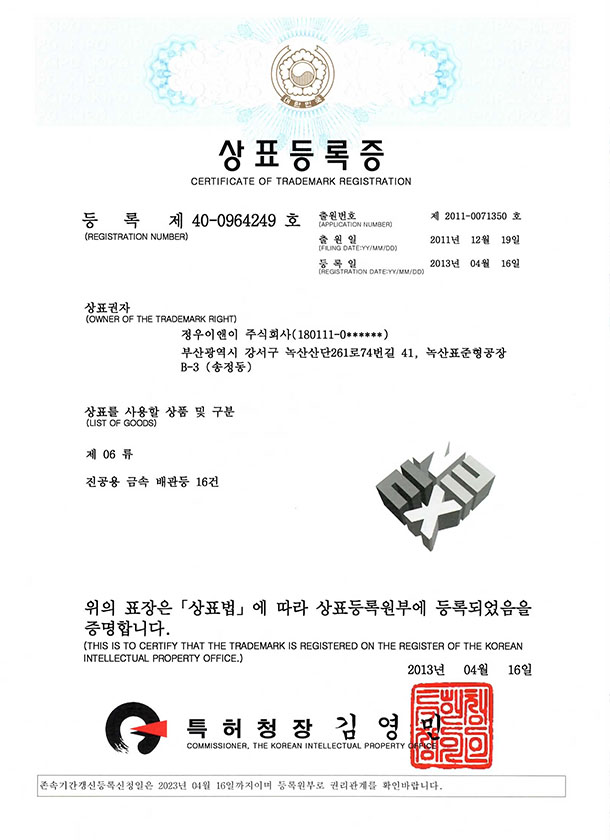 대한민국
상표등록증
CERTIFICATE OF TRADEMARK REGISTRATION
등 록 제 40-0964249 호
(REGISTRATION NUMBER)
출원번호 제 2011-0071350 호
(APPLICATION NUMBER)
출 원 일 2011년 12월 19일
(FILING DATE:YY/MM/DD)
등 록 일 2013년 04월 16일
(REGISTRATION DATE:YY/MM/DD)
상표권자
(OWNER OF THE TRADEMARK RIGHT)
정우이앤이 주식회사(180111-0******)
부산광역시 강서구 녹산산단261로74번길 41, 녹산표준형공장
B-3 (송정동)
상표를 사용할 상품 및 구분
(LIST OF GOODS)
제 06 류
진공용 금속 배관등 16건
위의 표장은 「상표법」에 따라 상표등록원부에 등록되었음을
증명합니다.
(THIS IS TO CERTIFY THAT THE TRADEMARK IS REGISTERED ON THE REGISTER OF THE KOREAN
INTELLECTUAL PROPERTY OFFICE.)
2013년 04월 16일
특허청장 김영민
COMMISSIONER, THE KOREAN INTELLECTUAL PROPERTY OFFICE
존속기간갱신등록신청일은 2023년 04월 16일까지이며 등록원부로 권리관계를 확인바랍니다.